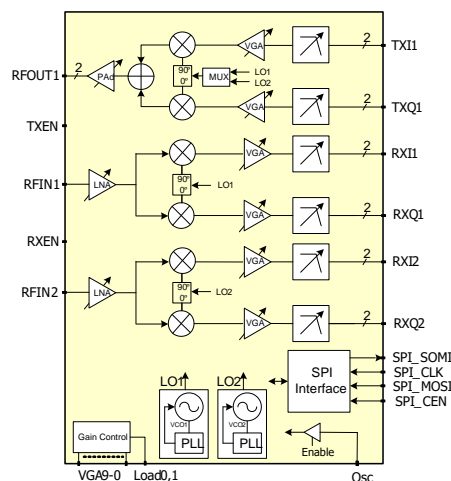 2 TXI1
VGA
RFOUT1 2 PAd 90° 0° MUX LO1
LO2
2 TXQ1
VGA
TXEN
2 RXI1
VGA
RFIN1 LNA 90° 0° LO1
2 RXQ1
VGA
RXEN
2 RXI2
VGA
RFIN2 LNA 90° 0° LO2
2 RXQ2
VGA
SPI_SOMI
SPI_CLK
SPI_MOSI
SPI_CEN
SPI
Interface
LO1 LO2
VCO1 VCO2
PLL PLL
Gain Control
Enable
VGA9-0 Load0,1 Osc